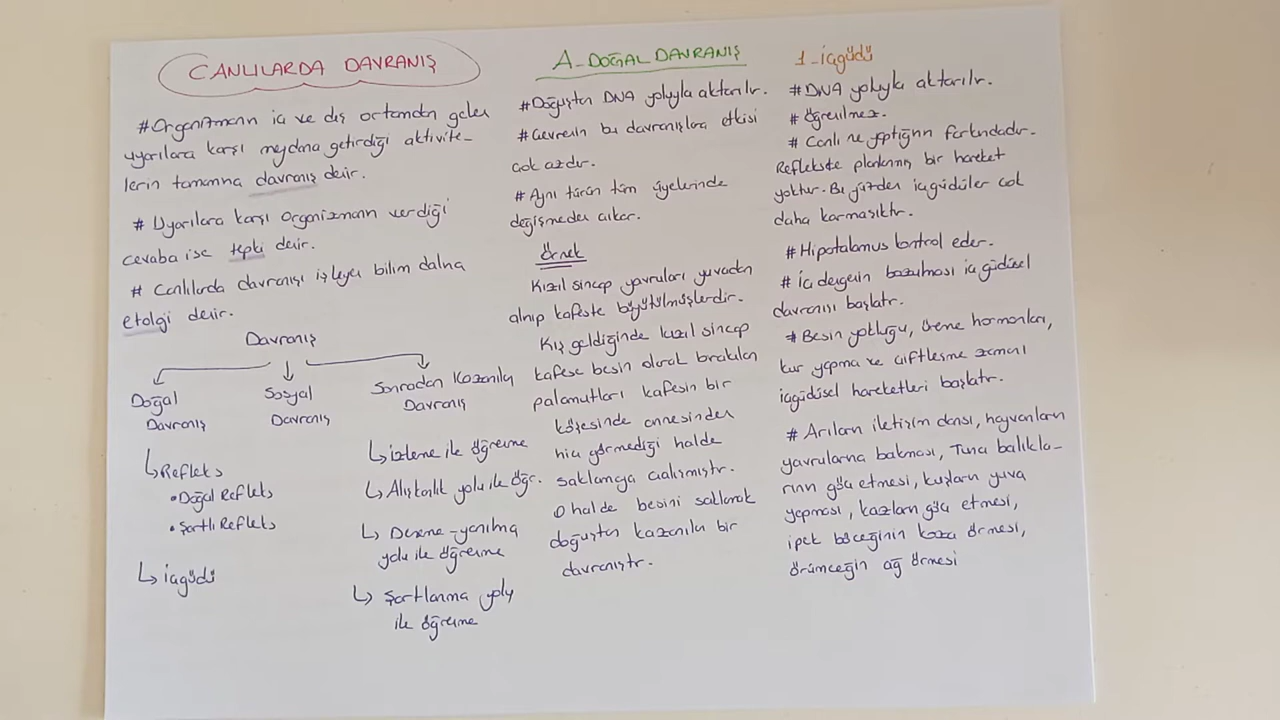 CANLILARDA DAVRANIŞ
# Organizmanın iç ve dış ortamdan gelen
uyarılara karşı meydana getirdiği aktivite-
lerin tamamına davranış denir.
# Uyarılara karşı organizmanın verdiği
cevaba ise tepki denir.
# Canlılarda davranışı işleyen bilim dalına
etolgi denir.
Davranış
Doğal
Davranış
Sosyal
Davranış
Sonradan Kazanılan
Davranış
↳ Refleks
• Doğal Refleks
• Şartlı Refleks
↳ İçgüdü
↳ İzleme ile öğrenme
↳ Alışkanlık yolu ile öğr.
↳ Deneme-yanılma
yolu ile öğrenme
↳ Şartlanma yolu
ile öğrenme
A- DOĞAL DAVRANIŞ
# Doğuştan DNA yoluyla aktarılır.
# Çevrenin bu davranışlara etkisi
çok azdır.
# Aynı türün tüm üyelerinde
değişmeden çıkar.
Örnek
Kızıl sincap yavruları yuvadan
alınıp kafeste büyütülmüşlerdir.
Kış geldiğinde kızıl sincap
kafese besin olarak bırakılan
palamutları kafesin bir
köşesinde annesinden
hiç görmediği halde
saklamaya çalışmıştır.
O halde besini saklamak
doğuştan kazanılan bir
davranıştır.
1- İçgüdü
# DNA yoluyla aktarılır.
# Öğrenilmez.
# Canlı ne yaptığının farkındadır.
Reflekste planlanmış bir hareket
yoktur. Bu yüzden içgüdüler çok
daha karmaşıktır.
# Hipotalamus kontrol eder.
# İç dengenin bozulması içgüdüsel
davranışı başlatır.
# Besin yokluğu, üreme hormonları,
kur yapma ve çiftleşme zamanı
içgüdüsel hareketleri başlatır.
# Arıların iletişim dansı, hayvanların
yavrularına bakması, Tuna balıkla-
rının göç etmesi, kuşların yuva
yapması, kazların göç etmesi,
ipek böceğinin koza örmesi,
örümceğin ağ örmesi